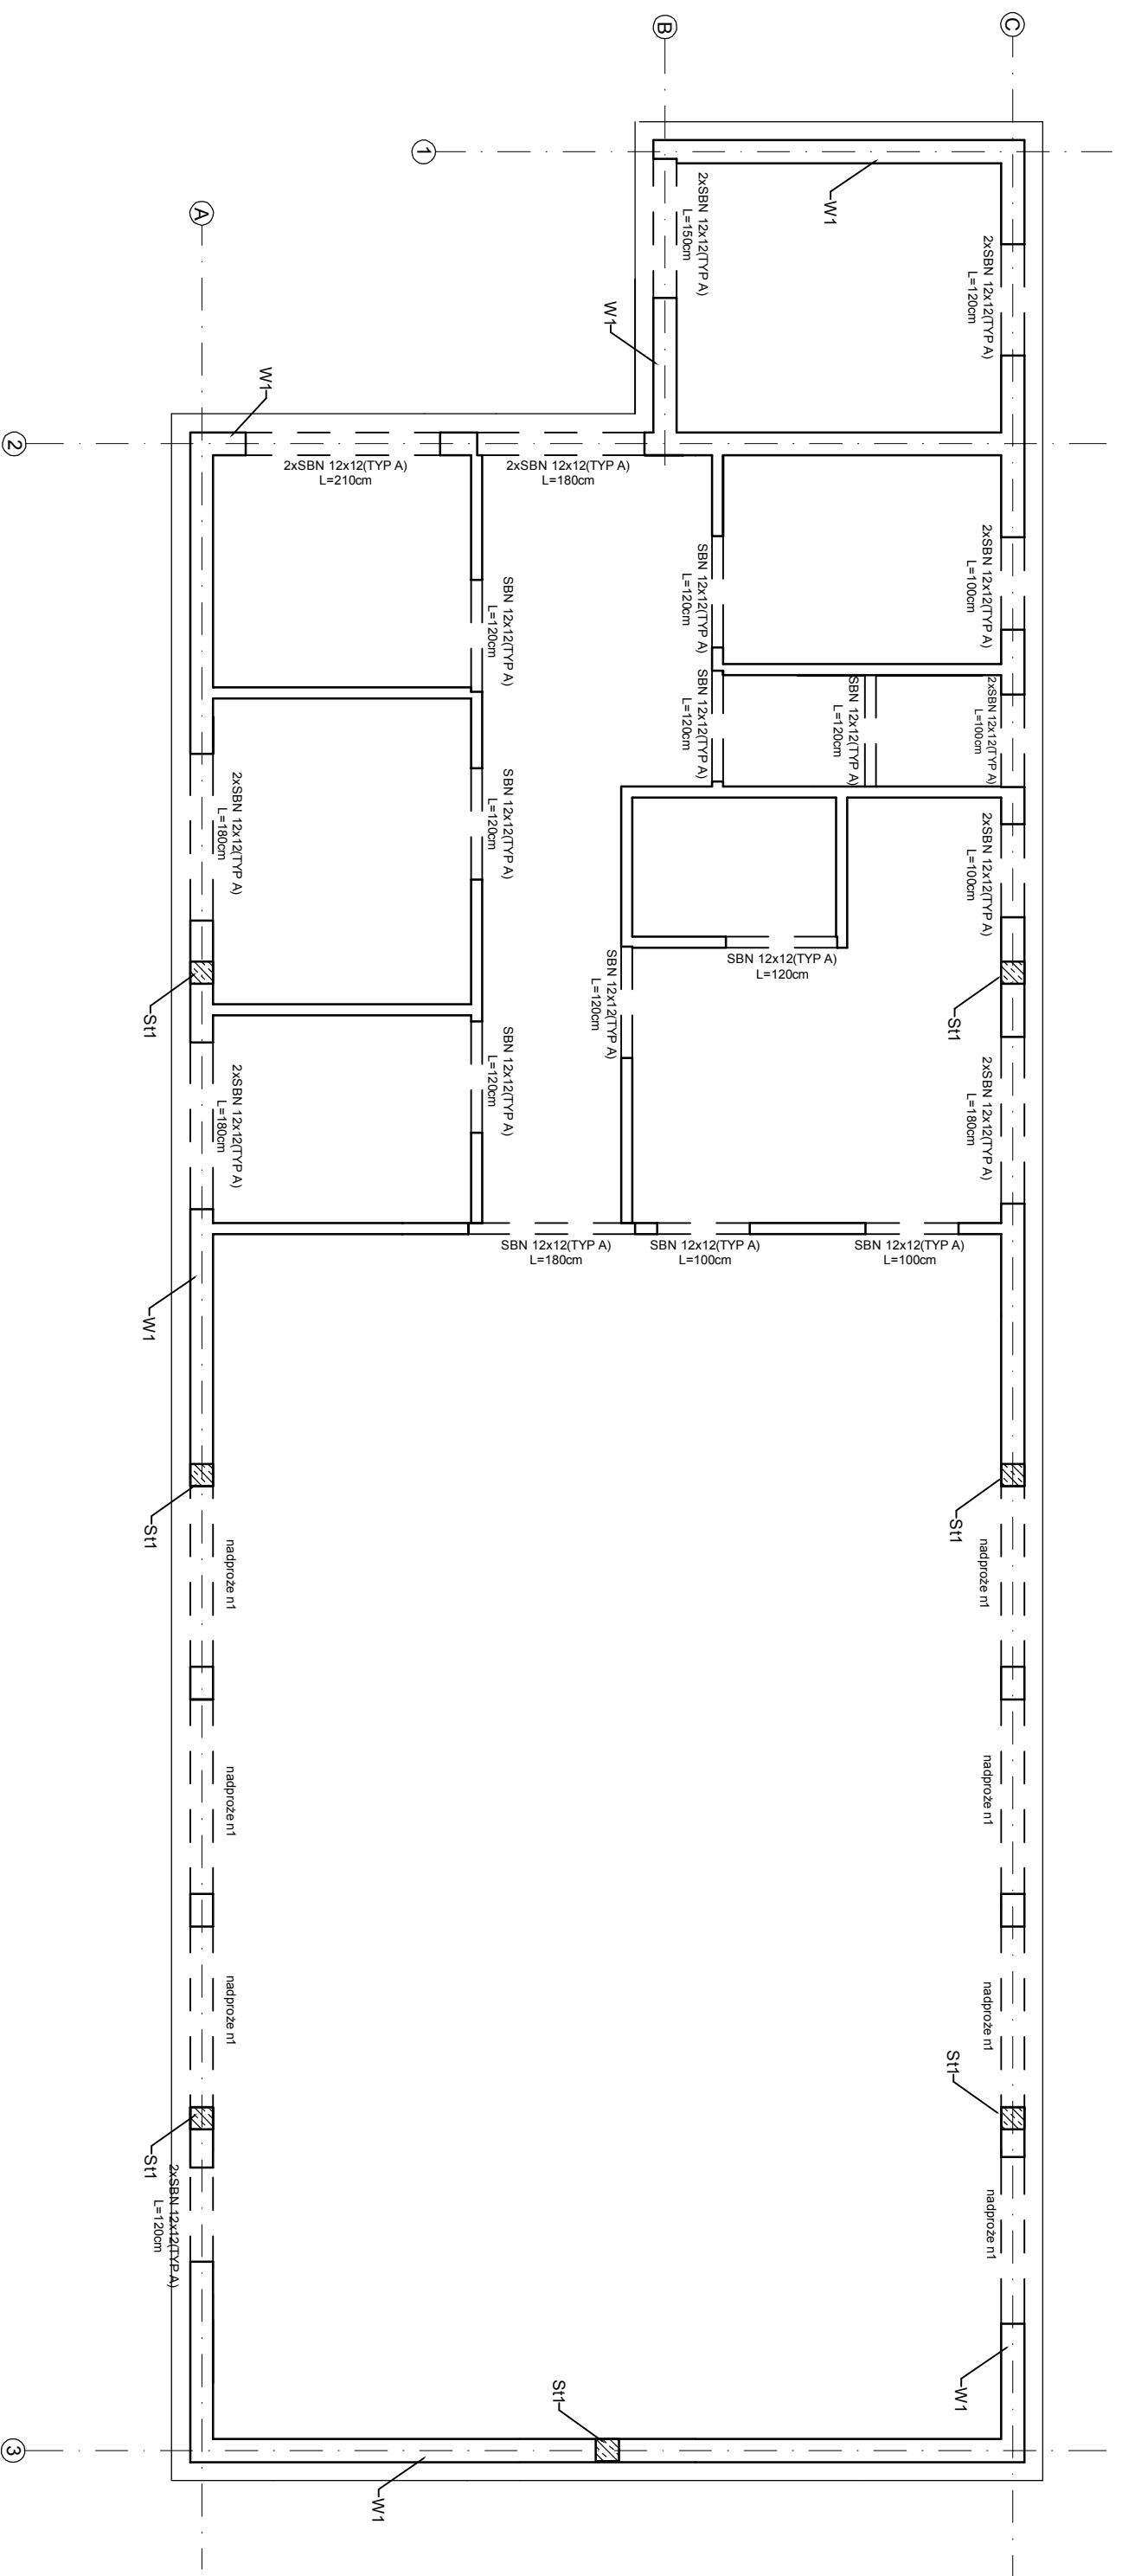 C
B
1
A
2
3
W1
2xSBN 12x12(TYP A)
L=150cm
2xSBN 12x12(TYP A)
L=120cm
W1
W1
2xSBN 12x12(TYP A)
L=210cm
2xSBN 12x12(TYP A)
L=180cm
SBN 12x12(TYP A)
L=120cm
SBN 12x12(TYP A)
L=120cm
2xSBN 12x12(TYP A)
L=100cm
SBN 12x12(TYP A)
L=120cm
SBN 12x12(TYP A)
L=120cm
2xSBN 12x12(TYP A)
L=100cm
2xSBN 12x12(TYP A)
L=180cm
SBN 12x12(TYP A)
L=120cm
2xSBN 12x12(TYP A)
L=100cm
SBN 12x12(TYP A)
L=120cm
SBN 12x12(TYP A)
L=120cm
St1
St1
2xSBN 12x12(TYP A)
L=180cm
SBN 12x12(TYP A)
L=120cm
2xSBN 12x12(TYP A)
L=180cm
SBN 12x12(TYP A)
L=180cm
SBN 12x12(TYP A)
L=100cm
SBN 12x12(TYP A)
L=100cm
W1
St1
St1
nadproże n1
nadproże n1
nadproże n1
nadproże n1
nadproże n1
nadproże n1
St1
St1
2xSBN 12x12(TYP A)
L=120cm
nadproże n1
St1
W1
W1